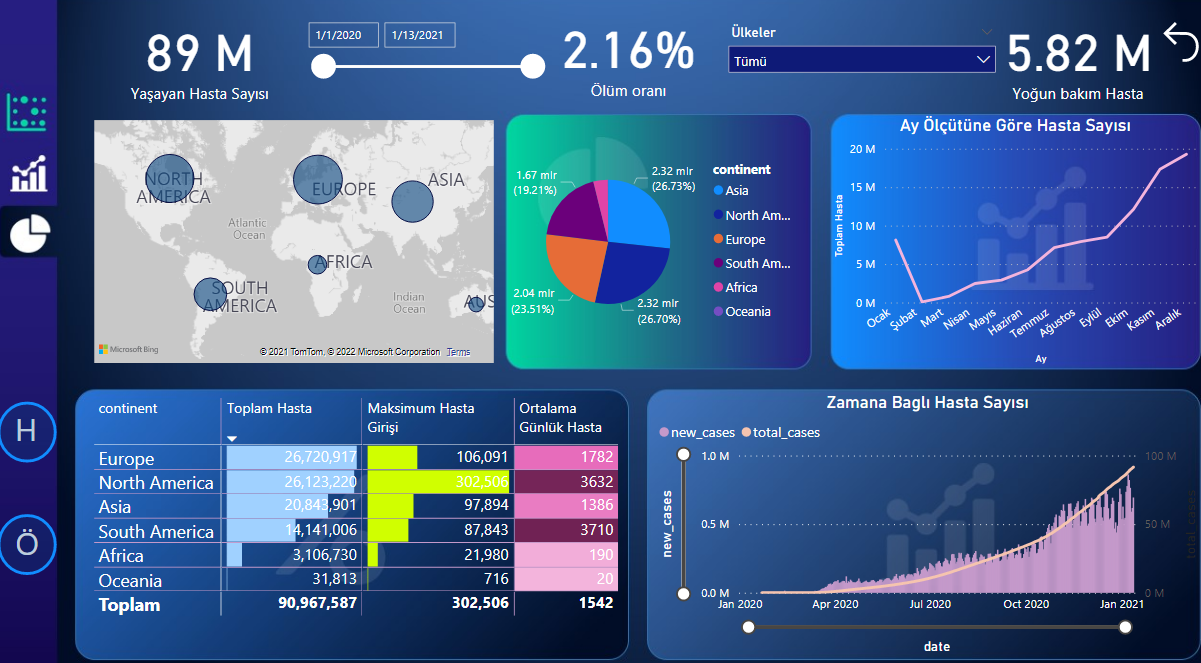 89 M
Yaşayan Hasta Sayısı
1/1/2020
1/13/2021
2.16%
Ölüm oranı
Ülkeler
Tümü
5.82 M
Yoğun bakım Hasta
NORTH
AMERICA
EUROPE
ASIA
Atlantic
Ocean
AFRICA
SOUTH
AMERICA
Indian
Ocean
AUS
Microsoft Bing
© 2021 TomTom, © 2022 Microsoft Corporation Terms
1.67 mlr
(19.21%)
2.32 mlr
(26.73%)
2.04 mlr
(23.51%)
2.32 mlr
(26.70%)
continent
Asia
North Am...
Europe
South Am...
Africa
Oceania
Ay Ölçütüne Göre Hasta Sayısı
Toplam Hasta
20 M
15 M
10 M
5 M
0 M
Ocak
Şubat
Mart
Nisan
Mayıs
Haziran
Temmuz
Ağustos
Eylül
Ekim
Kasım
Aralık
Ay
continent Toplam Hasta Maksimum Hasta Girişi Ortalama Günlük Hasta
Europe 26,720,917 106,091 1782
North America 26,123,220 302,506 3632
Asia 20,843,901 97,894 1386
South America 14,141,006 87,843 3710
Africa 3,106,730 21,980 190
Oceania 31,813 716 20
Toplam 90,967,587 302,506 1542
H
Ö
Zamana Baglı Hasta Sayısı
new_cases total_cases
new_cases
1.0 M
0.5 M
0.0 M
100 M
50 M
0 M
total_cases
Jan 2020 Apr 2020 Jul 2020 Oct 2020 Jan 2021
date